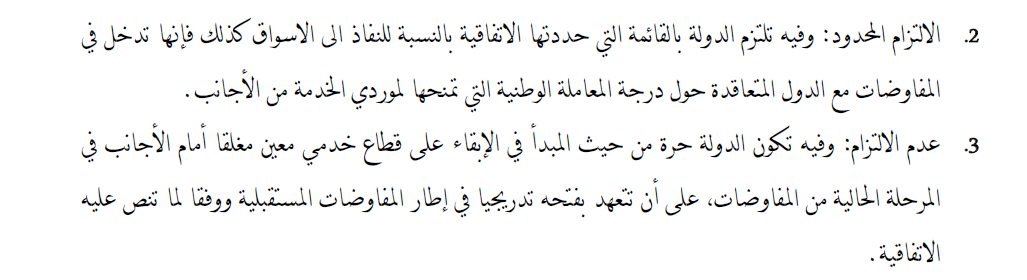 2. الالتزام المحدود: وفيه تلتزم الدولة بالقائمة التي حددتها الاتفاقية بالنسبة للنفاذ الى الاسواق كذلك فإنها تدخل في
المفاوضات مع الدول المتعاقدة حول درجة المعاملة الوطنية التي تمنحها لموردي الخدمة من الأجانب.
3. عدم الالتزام: وفيه تكون الدولة حرة من حيث المبدأ في الإبقاء على قطاع خدمي معين مغلقا أمام الأجانب في
المرحلة الحالية من المفاوضات، على أن تتعهد بفتحه تدريجيا في إطار المفاوضات المستقبلية ووفقا لما تنص عليه
الاتفاقية.